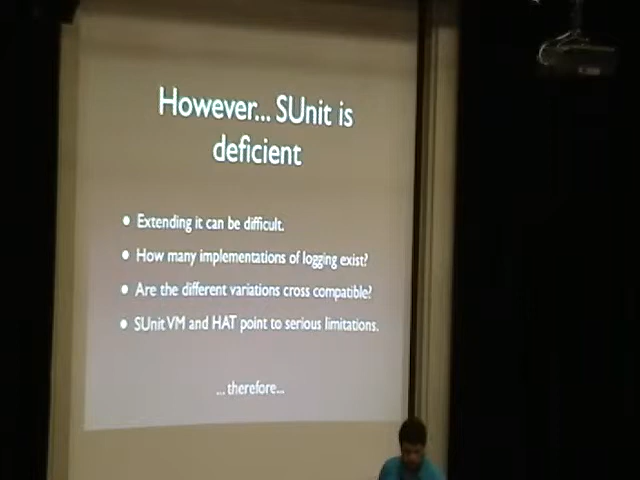 However... SUnit is
deficient
• Extending it can be difficult.
• How many implementations of logging exist?
• Are the different variations cross compatible?
• SUnit VM and HAT point to serious limitations.
... therefore...